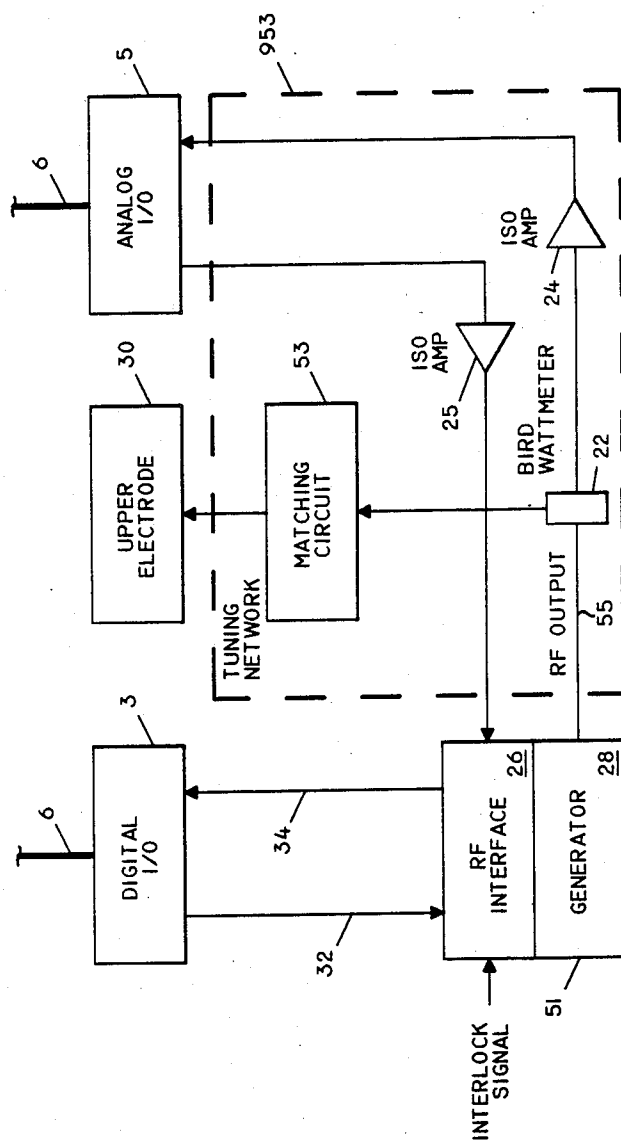 6
6
3
30
5
953
DIGITAL
I/O
UPPER
ELECTRODE
ANALOG
I/O
TUNING
NETWORK
53
MATCHING
CIRCUIT
32
34
25
ISO
AMP
ISO
AMP
24
INTERLOCK
SIGNAL
RF
INTERFACE
26
GENERATOR
28
51
RF OUTPUT
55
BIRD
WATTMETER
22